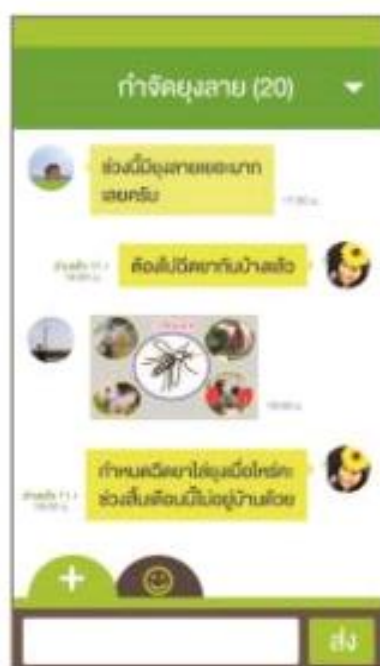 กำจัดยุงลาย (20)
ช่วงนี้มียุงลายเยอะมาก
เลยครับ
ต้องไปฉีดยากันบ้างแล้ว
กำหนดฉีดยาไล่ยุงเมื่อไหร่คะ
ช่วงสิ้นเดือนนี้ไม่อยู่บ้านด้วย
+
ส่ง